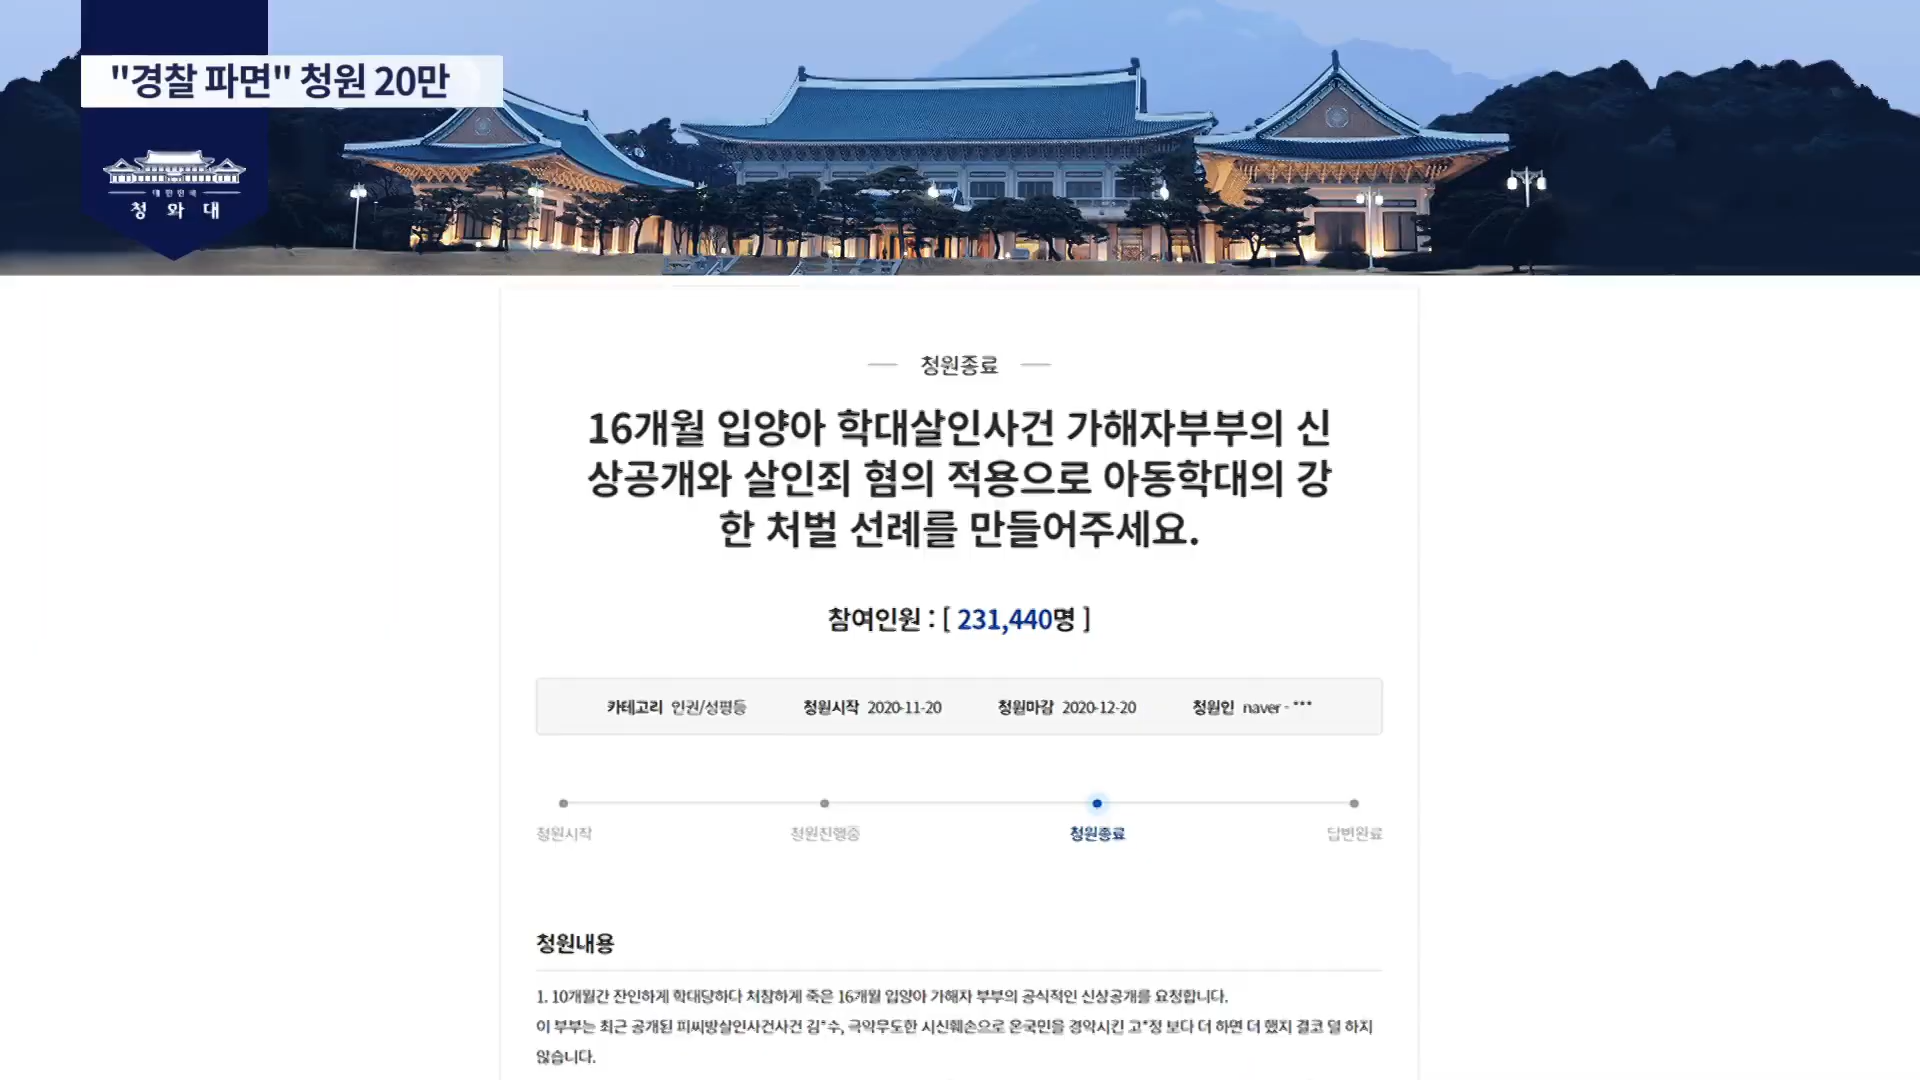 "경찰 파면" 청원 20만
대한민국
청와대
청원종료
16개월 입양아 학대살인사건 가해자부부의 신
상공개와 살인죄 혐의 적용으로 아동학대의 강
한 처벌 선례를 만들어주세요.
참여인원 : [ 231,440명 ]
카테고리 인권/성평등 청원시작 2020-11-20 청원마감 2020-12-20 청원인 naver - ***
청원시작 청원진행중 청원종료 답변완료
청원내용
1. 10개월간 잔인하게 학대당하다 처참하게 죽은 16개월 입양아 가해자 부부의 공식적인 신상공개를 요청합니다.
이 부부는 최근 공개된 피씨방살인사건사건 김*수, 극악무도한 시신훼손으로 온국민을 경악시킨 고*정 보다 더 하면 더 했지 결코 덜 하지
않습니다.